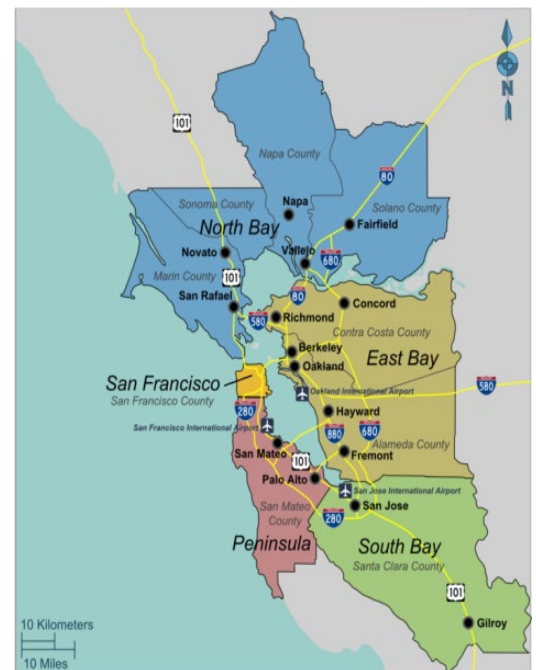 101
N
Napa County
80
Sonoma County
Solano County
Napa
North Bay
Fairfield
Novato
Vallejo
680
Marin County
101
San Rafael
80
Concord
580
Richmond
Contra Costa County
Berkeley
East Bay
Oakland
San Francisco
580
Oakland International Airport
San Francisco County
280
Hayward
San Francisco International Airport
880
680
Alameda County
San Mateo
Fremont
101
Palo Alto
San Jose International Airport
San Mateo
County
280
San Jose
Peninsula
South Bay
Santa Clara County
101
Gilroy
10 Kilometers
10 Miles